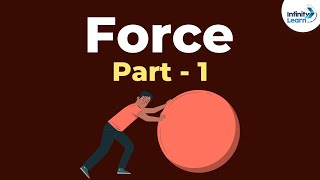 Force
Part - 1
Infinity
Learn